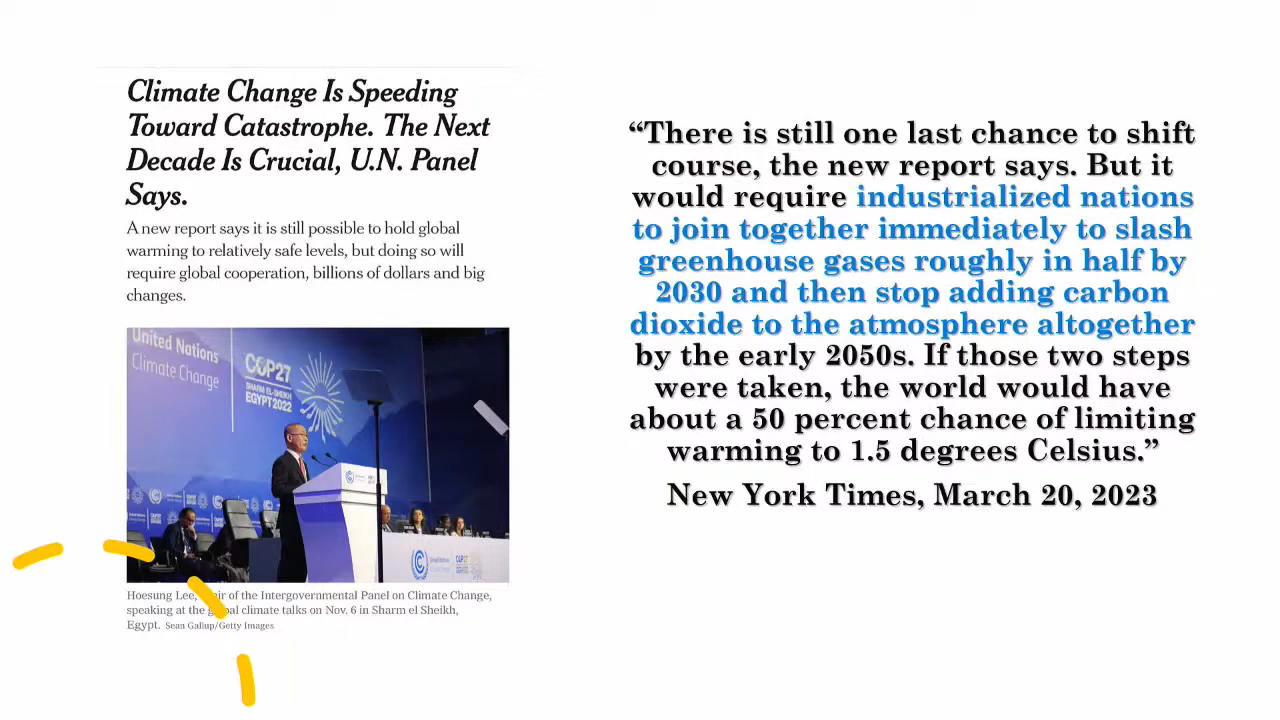 Climate Change Is Speeding
Toward Catastrophe. The Next
Decade Is Crucial, U.N. Panel
Says.
A new report says it is still possible to hold global
warming to relatively safe levels, but doing so will
require global cooperation, billions of dollars and big
changes.
United Nations
Climate Change
COP27
SHARM EL-SHEIKH
EGYPT 2022
Hoesung Lee, of the Intergovernmental Panel on Climate Change,
speaking at the climate talks on Nov. 6 in Sharm el Sheikh,
Egypt. Sean Gallup/Getty Images
“There is still one last chance to shift
course, the new report says. But it
would require industrialized nations
to join together immediately to slash
greenhouse gases roughly in half by
2030 and then stop adding carbon
dioxide to the atmosphere altogether
by the early 2050s. If those two steps
were taken, the world would have
about a 50 percent chance of limiting
warming to 1.5 degrees Celsius.”
New York Times, March 20, 2023